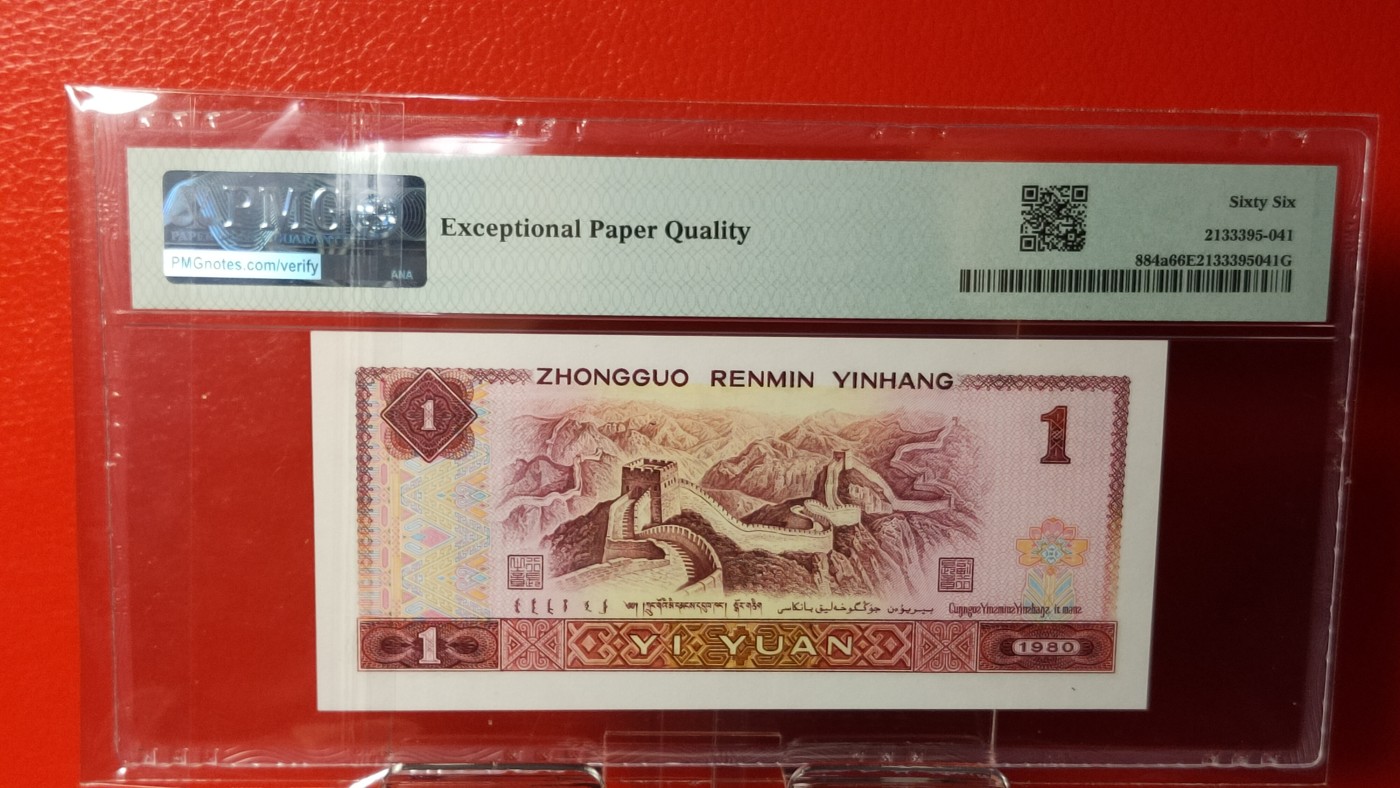 PMG
PMGnotes.com/verify
ANA
Exceptional Paper Quality
Sixty Six
2133395-041
884a66E2133395041G
ZHONGGUO RENMIN YINHANG
1
1
1
YI YUAN
1980